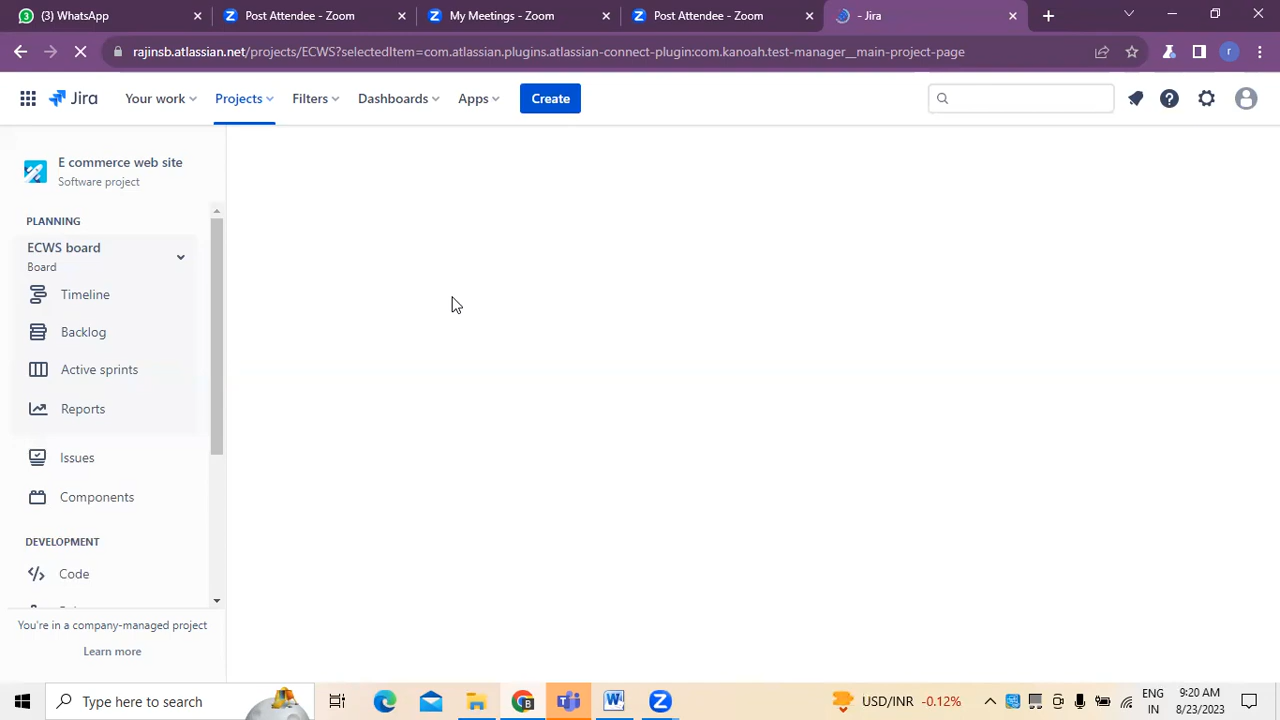 (3) WhatsApp
Post Attendee - Zoom
My Meetings - Zoom
Post Attendee - Zoom
- Jira
rajinsb.atlassian.net/projects/ECWS?selectedItem=com.atlassian.plugins.atlassian-connect-plugin:com.kanoah.test-manager__main-project-page
r
Jira
Your work
Projects
Filters
Dashboards
Apps
Create
E commerce web site
Software project
PLANNING
ECWS board
Board
Timeline
Backlog
Active sprints
Reports
Issues
Components
DEVELOPMENT
Code
You're in a company-managed project
Learn more
Type here to search
USD/INR -0.12%
ENG
IN
9:20 AM
8/23/2023